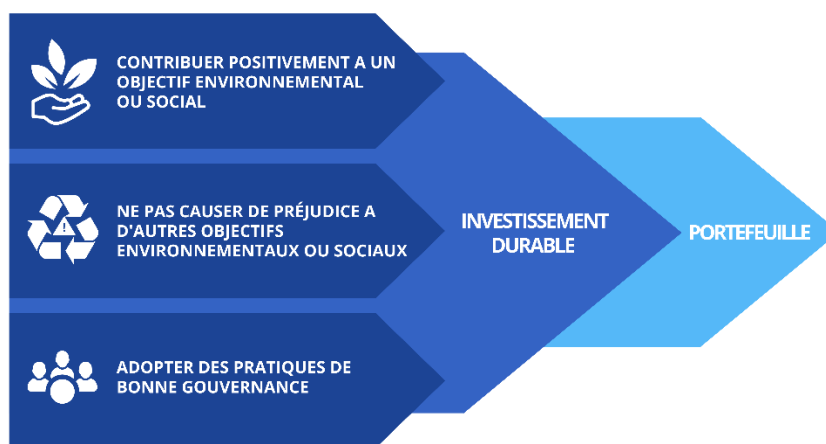 CONTRIBUER POSITIVEMENT A UN
OBJECTIF ENVIRONNEMENTAL
OU SOCIAL
NE PAS CAUSER DE PRÉJUDICE A
D'AUTRES OBJECTIFS
ENVIRONNEMENTAUX OU SOCIAUX
ADOPTER DES PRATIQUES DE
BONNE GOUVERNANCE
INVESTISSEMENT
DURABLE
PORTEFEUILLE